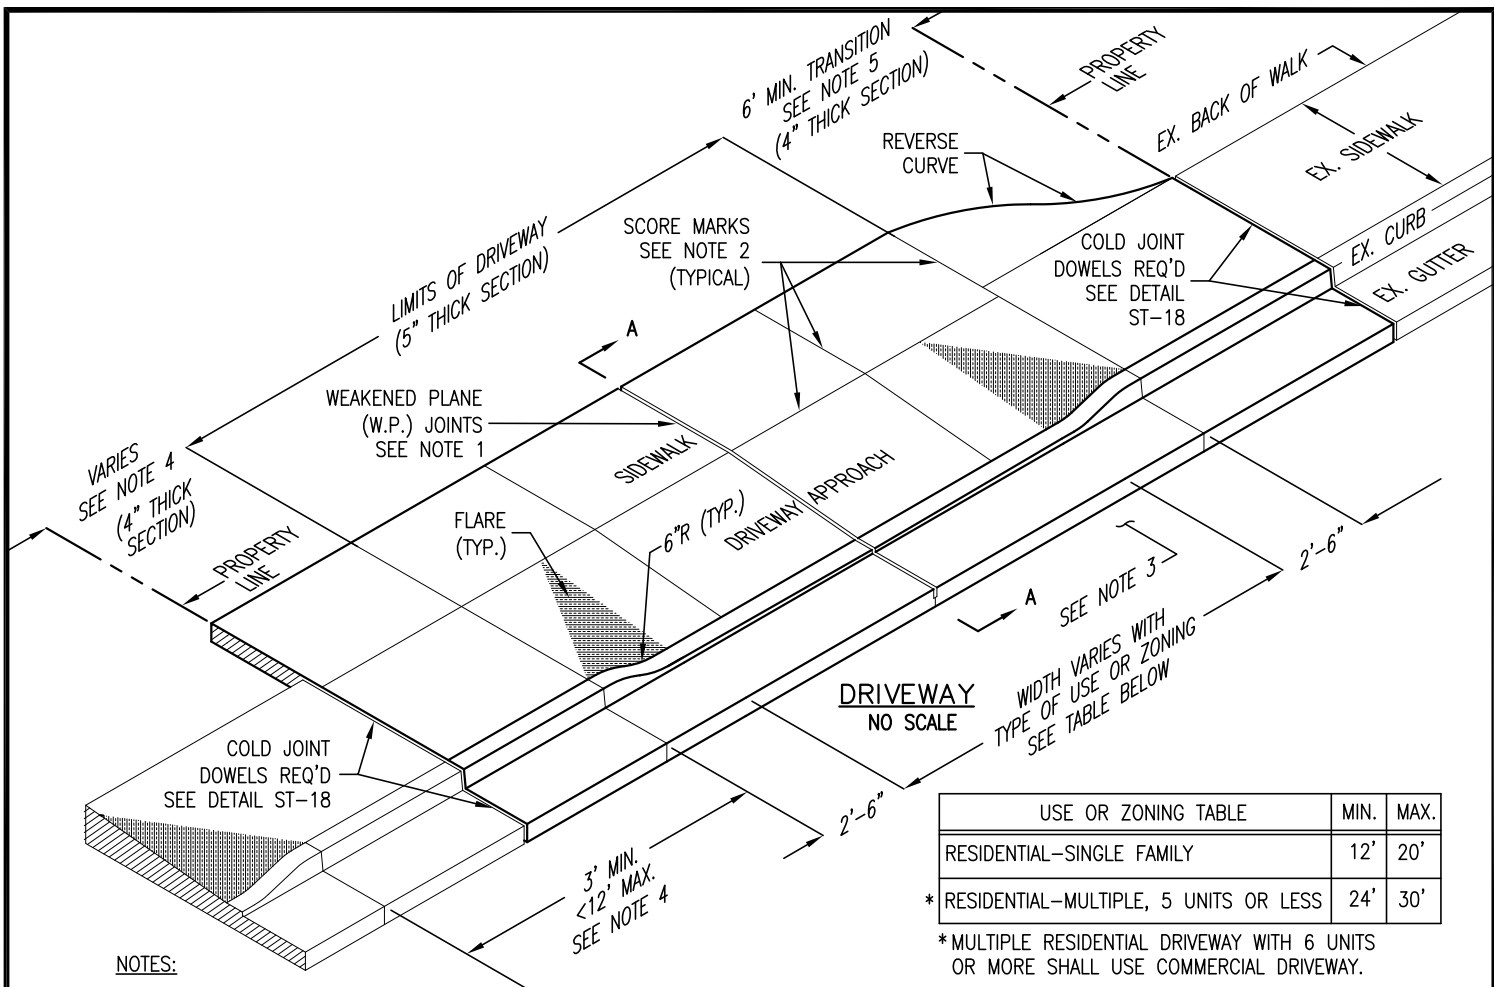 6' MIN. TRANSITION
SEE NOTE 5
(4" THICK SECTION)
PROPERTY
LINE
EX. BACK OF WALK
EX. SIDEWALK
REVERSE
CURVE
LIMITS OF DRIVEWAY
(5" THICK SECTION)
SCORE MARKS
SEE NOTE 2
(TYPICAL)
COLD JOINT
DOWELS REQ'D
SEE DETAIL
ST-18
EX. CURB
EX. GUTTER
A
WEAKENED PLANE
(W.P.) JOINTS
SEE NOTE 1
SIDEWALK
DRIVEWAY APPROACH
VARIES
SEE NOTE 4
(4" THICK
SECTION)
PROPERTY
LINE
FLARE
(TYP.)
6"R (TYP.)
2'-6"
SEE NOTE 3
A
WIDTH VARIES WITH
TYPE OF USE OR ZONING
SEE TABLE BELOW
DRIVEWAY
NO SCALE
COLD JOINT
DOWELS REQ'D
SEE DETAIL ST-18
2'-6"
3' MIN.
<12' MAX.
SEE NOTE 4
USE OR ZONING TABLE MIN. MAX.
RESIDENTIAL-SINGLE FAMILY 12' 20'
* RESIDENTIAL-MULTIPLE, 5 UNITS OR LESS 24' 30'
* MULTIPLE RESIDENTIAL DRIVEWAY WITH 6 UNITS
OR MORE SHALL USE COMMERCIAL DRIVEWAY.
NOTES: